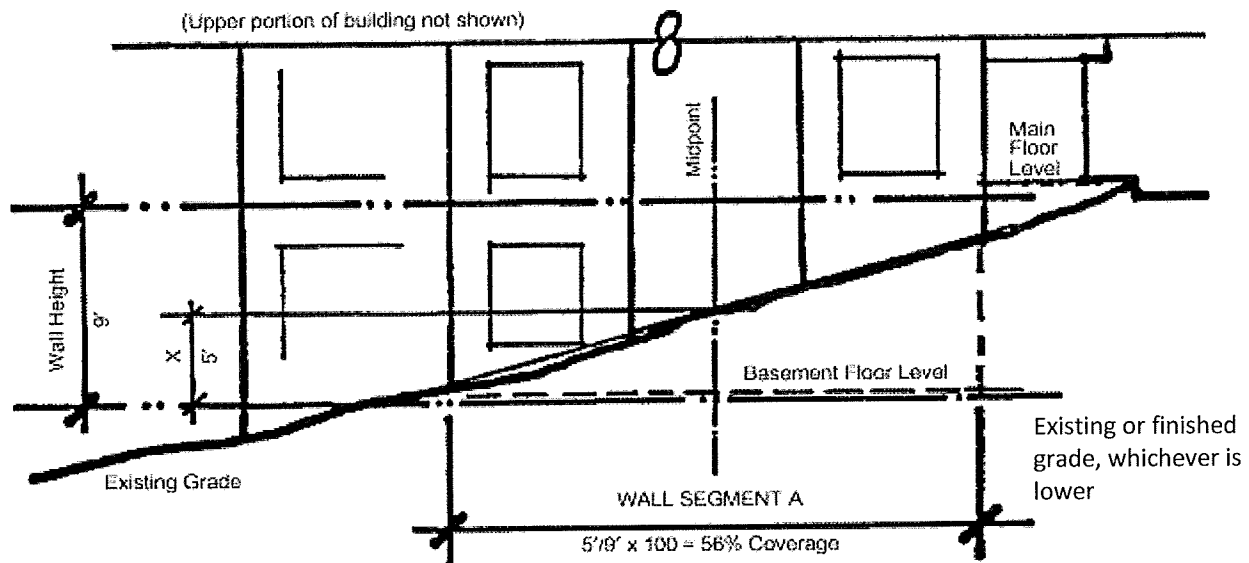 (Upper portion of building not shown)
8
Midpoint
Main
Floor
Level
Wall Height
9'
X
5'
Basement Floor Level
Existing or finished
grade, whichever is
lower
Existing Grade
WALL SEGMENT A
5'/9' x 100 = 56% Coverage